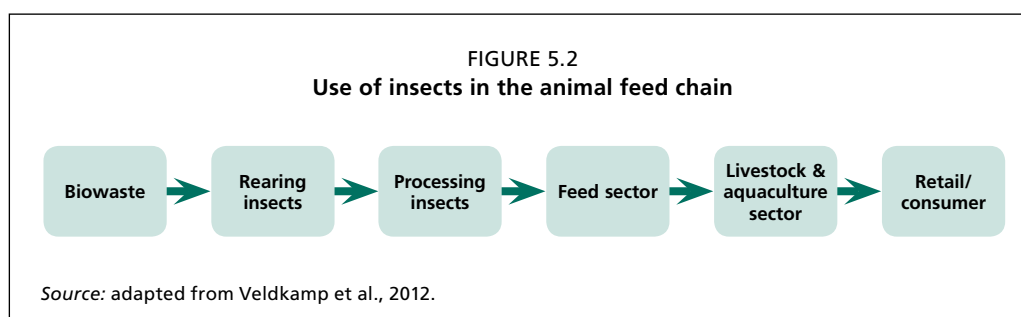 FIGURE 5.2
Use of insects in the animal feed chain
Biowaste
Rearing
insects
Processing
insects
Feed sector
Livestock &
aquaculture
sector
Retail/
consumer
Source: adapted from Veldkamp et al., 2012.